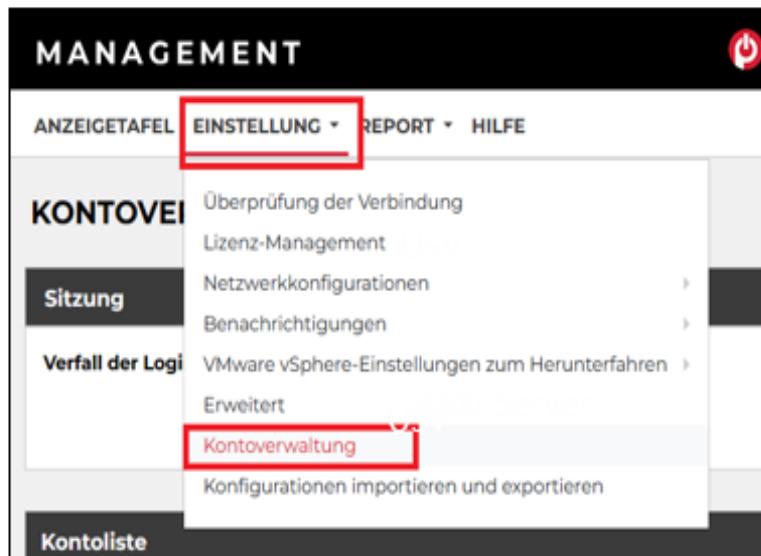 MANAGEMENT
ANZEIGETAFEL EINSTELLUNG REPORT HILFE
KONTOVE
Überprüfung der Verbindung
Lizenz-Management
Sitzung
Netzwerkkonfigurationen
Benachrichtigungen
Verfall der Logi
VMware vSphere-Einstellungen zum Herunterfahren
Erweitert
Kontoverwaltung
Konfigurationen importieren und exportieren
Kontoliste